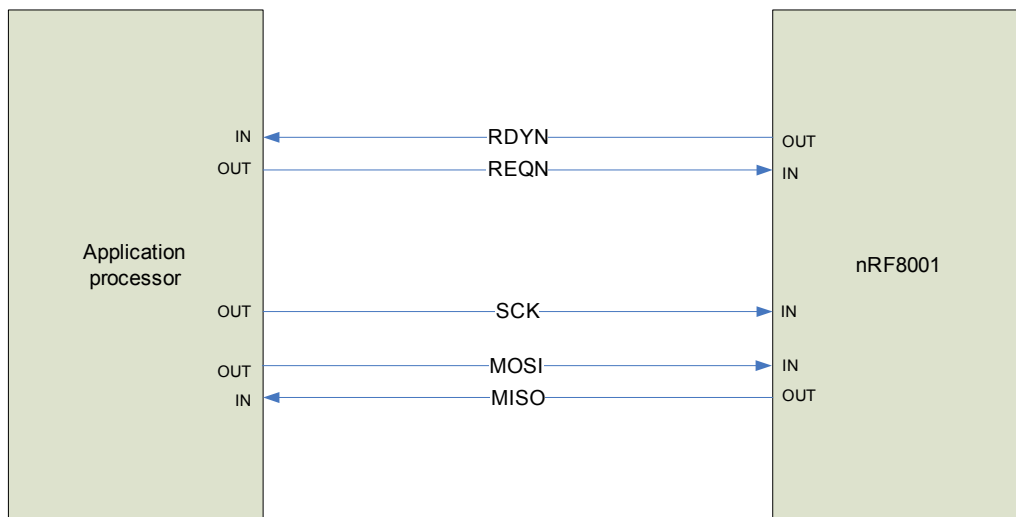 IN RDYN OUT
OUT REQN IN
Application
processor
nRF8001
OUT SCK IN
OUT MOSI IN
IN MISO OUT